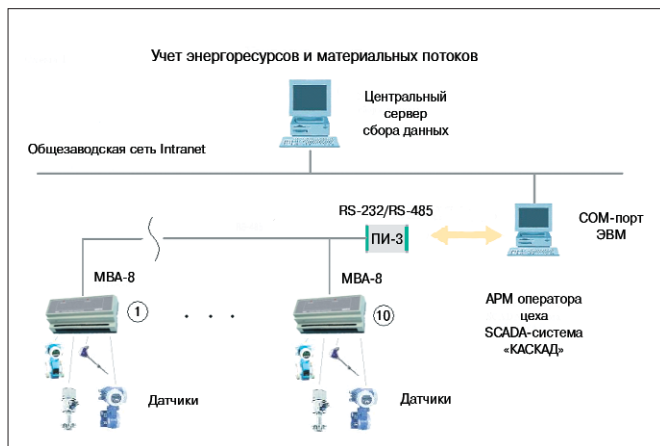 Учет энергоресурсов и материальных потоков
Центральный
сервер
сбора данных
Общезаводская сеть Intranet
RS-232/RS-485
ПИ-3
COM-порт
ЭВМ
МВА-8
1
. . .
МВА-8
10
АРМ оператора
цеха
SCADA-система
«КАСКАД»
Датчики
Датчики